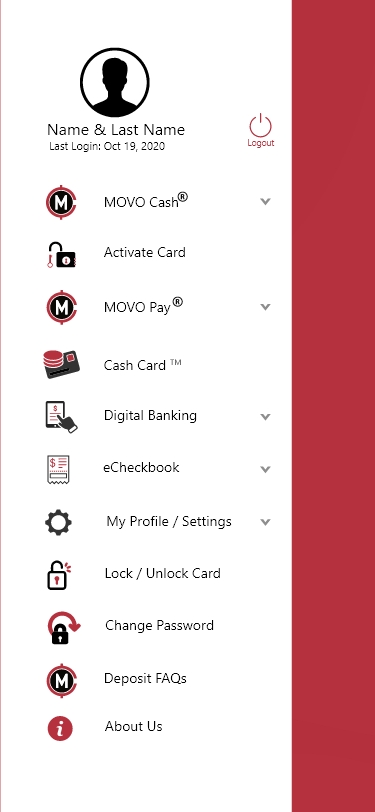 Name & Last Name
Last Login: Oct 19, 2020
Logout
M MOVO Cash®
i Activate Card
M MOVO Pay®
Cash Card ™
$ Digital Banking
$ eCheckbook
My Profile / Settings
Lock / Unlock Card
Change Password
M Deposit FAQs
i About Us